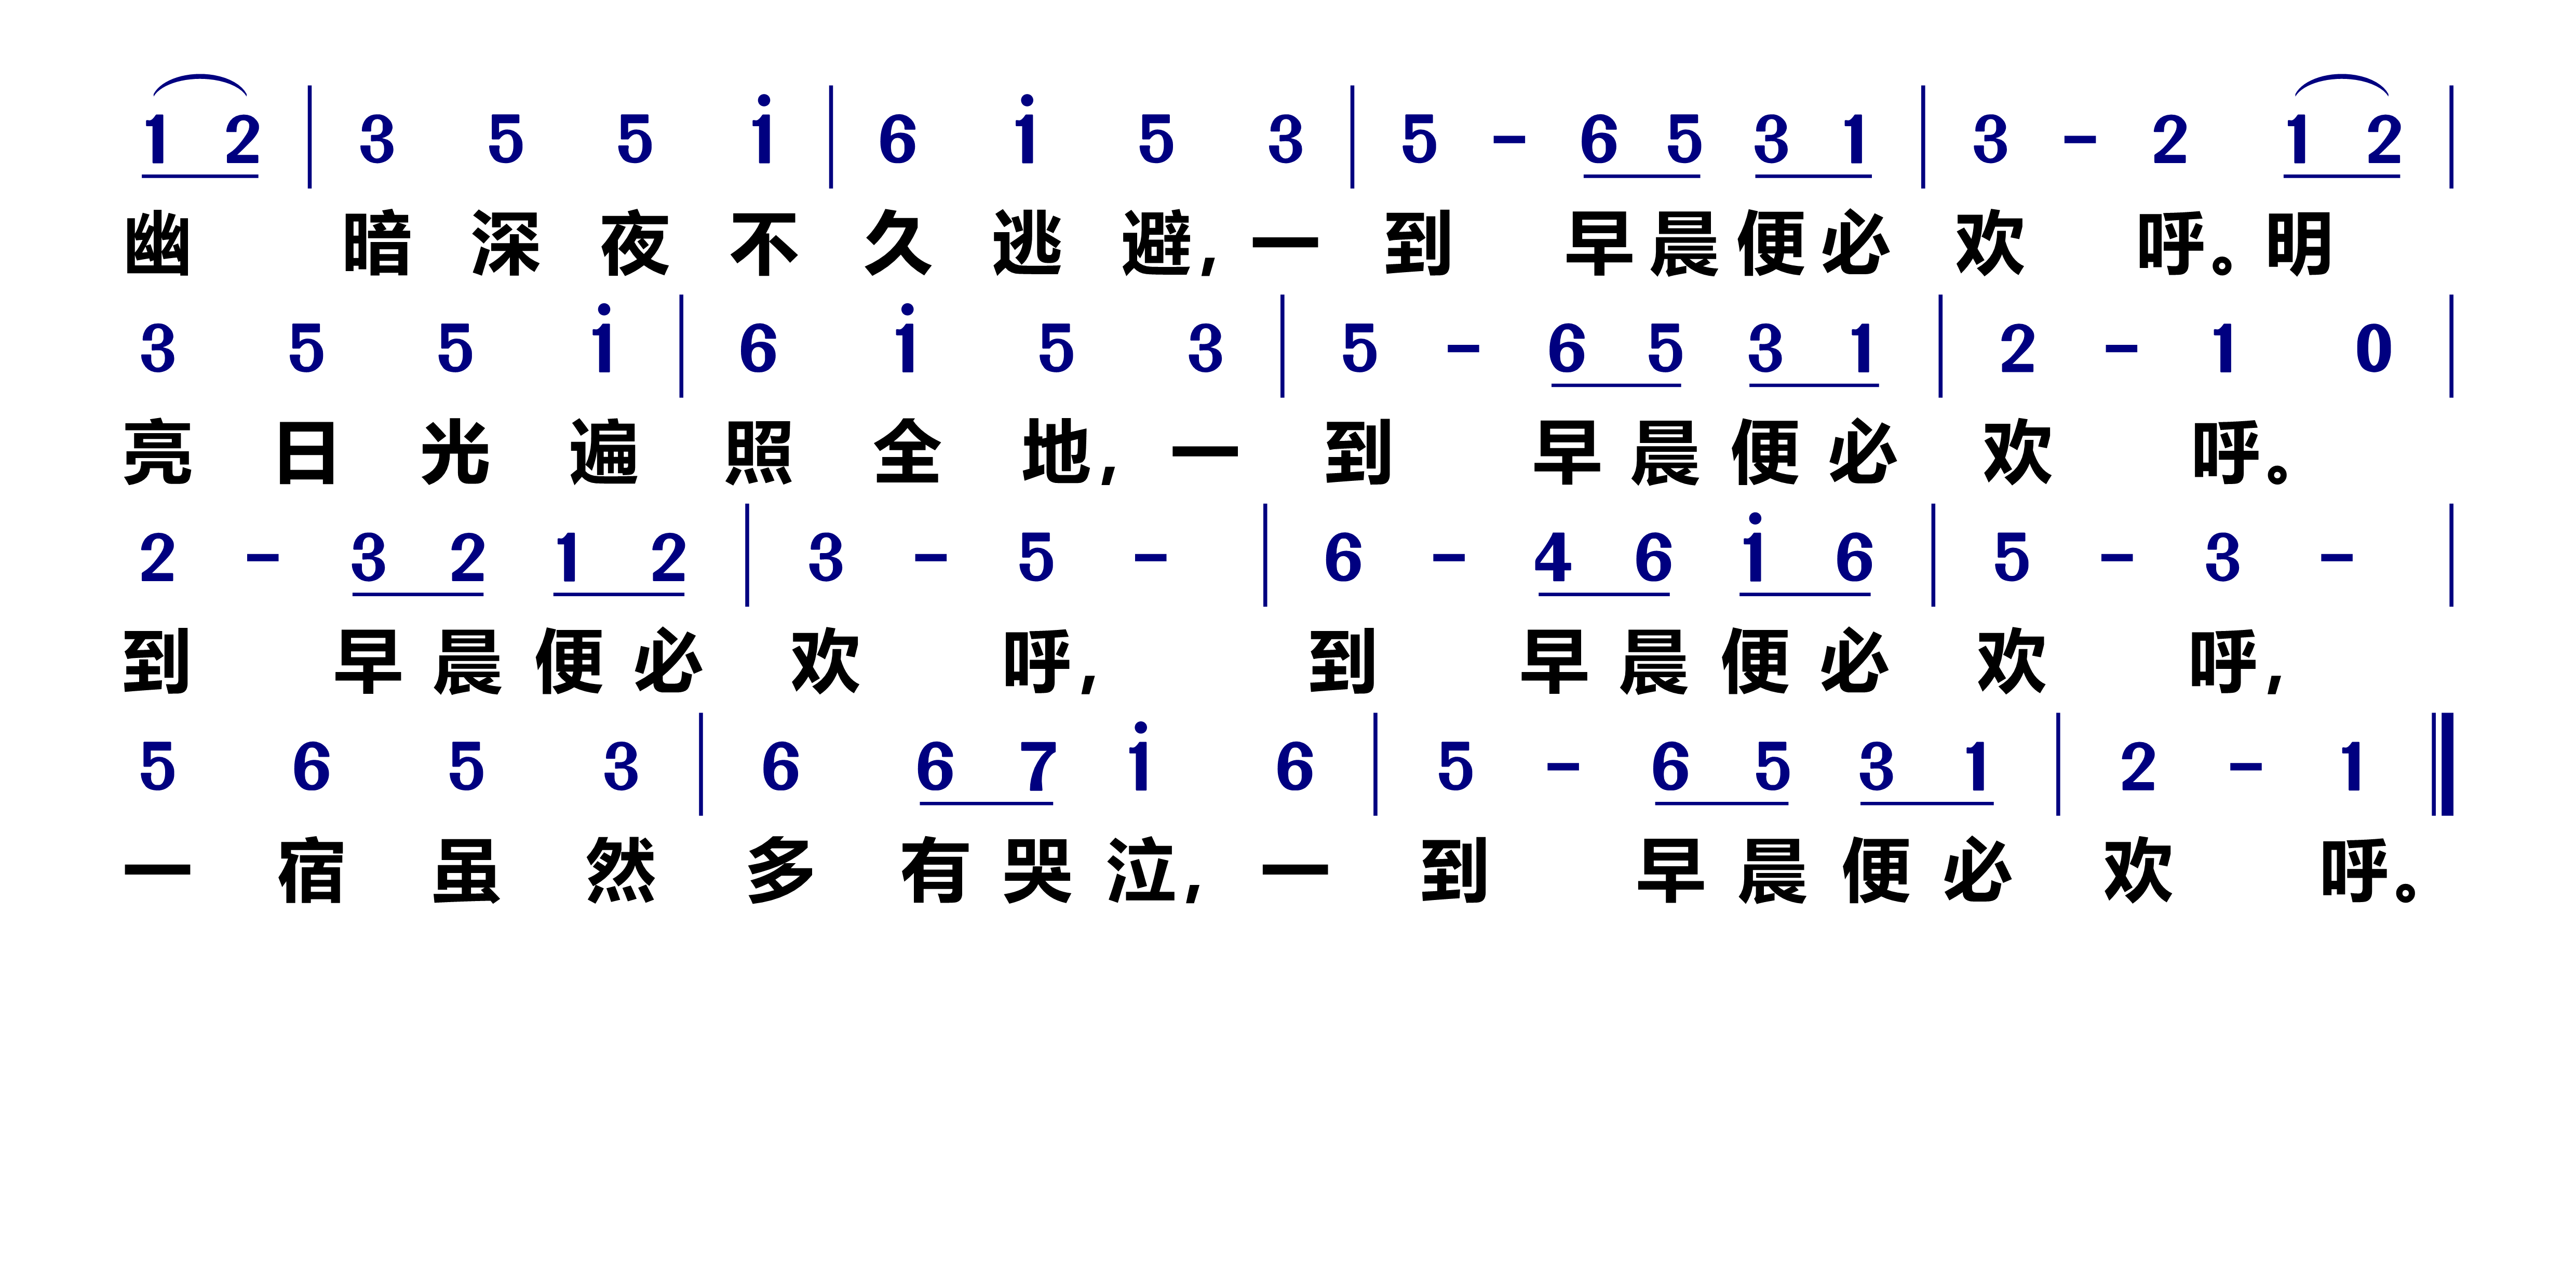 1 2 | 3 5 5 i | 6 i 5 3 | 5 – 6 5 3 1 | 3 – 2 1 2 |
幽 暗 深 夜 不 久 逃 避, 一 到 早 晨 便 必 欢 呼。明
3 5 5 i | 6 i 5 3 | 5 – 6 5 3 1 | 2 – 1 0 |
亮 日 光 遍 照 全 地, 一 到 早 晨 便 必 欢 呼。
2 – 3 2 1 2 | 3 – 5 – | 6 – 4 6 i 6 | 5 – 3 – |
到 早 晨 便 必 欢 呼, 到 早 晨 便 必 欢 呼,
5 6 5 3 | 6 6 7 i 6 | 5 – 6 5 3 1 | 2 – 1 ‖
一 宿 虽 然 多 有 哭 泣, 一 到 早 晨 便 必 欢 呼。